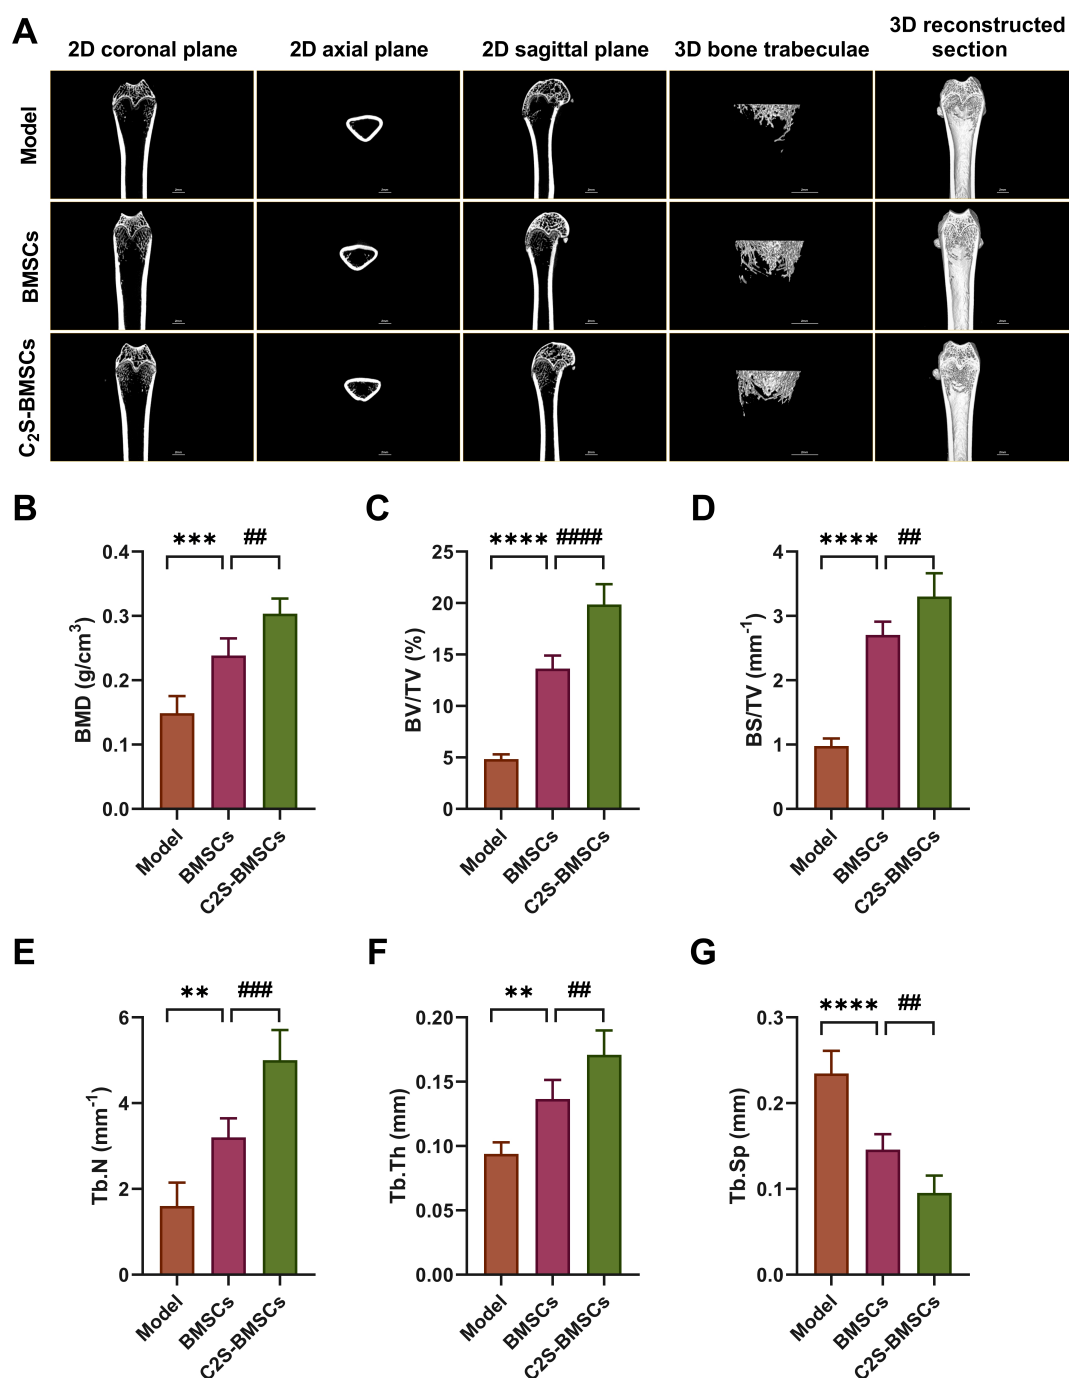 A
2D coronal plane
2D axial plane
2D sagittal plane
3D bone trabeculae
3D reconstructed
section
Model
BMSCs
C₂S-BMSCs
B
***
##
BMD (g/cm³)
0.4
0.3
0.2
0.1
0.0
Model
BMSCs
C2S-BMSCs
C
****
####
BV/TV (%)
25
20
15
10
5
0
Model
BMSCs
C2S-BMSCs
D
****
##
BS/TV (mm⁻¹)
4
3
2
1
0
Model
BMSCs
C2S-BMSCs
E
**
###
Tb.N (mm⁻¹)
6
4
2
0
Model
BMSCs
C2S-BMSCs
F
**
##
Tb.Th (mm)
0.20
0.15
0.10
0.05
0.00
Model
BMSCs
C2S-BMSCs
G
****
##
Tb.Sp (mm)
0.3
0.2
0.1
0.0
Model
BMSCs
C2S-BMSCs